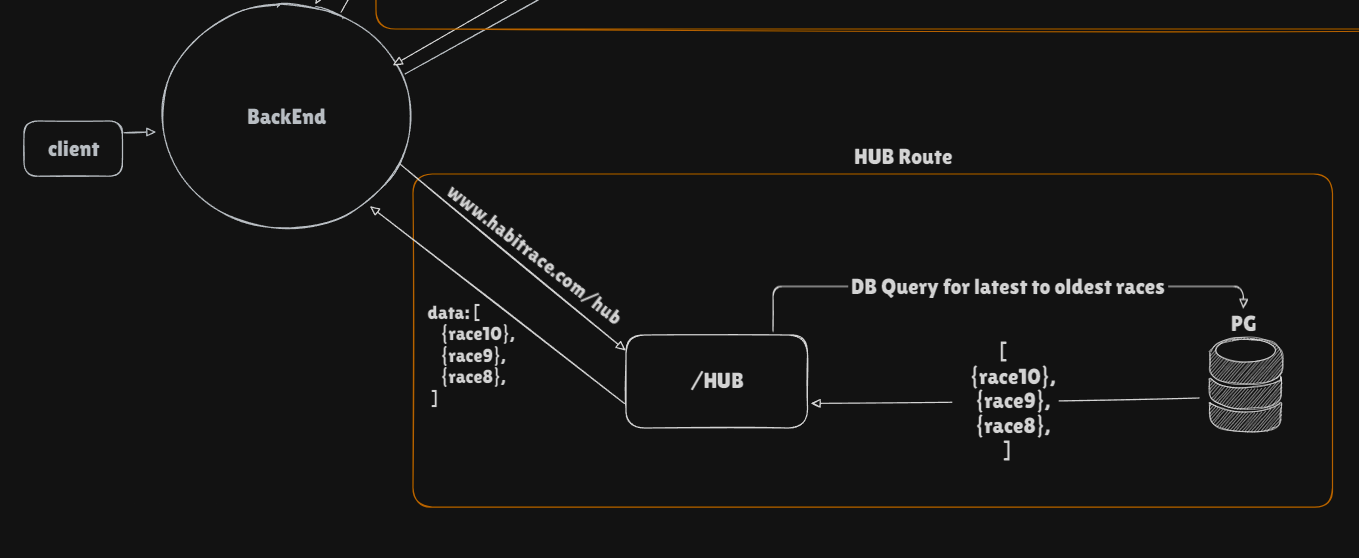 BackEnd
client
HUB Route
www.habitrace.com/hub
DB Query for latest to oldest races
PG
data: [
{race10},
{race9},
{race8},
]
/HUB
[
{race10},
{race9},
{race8},
]